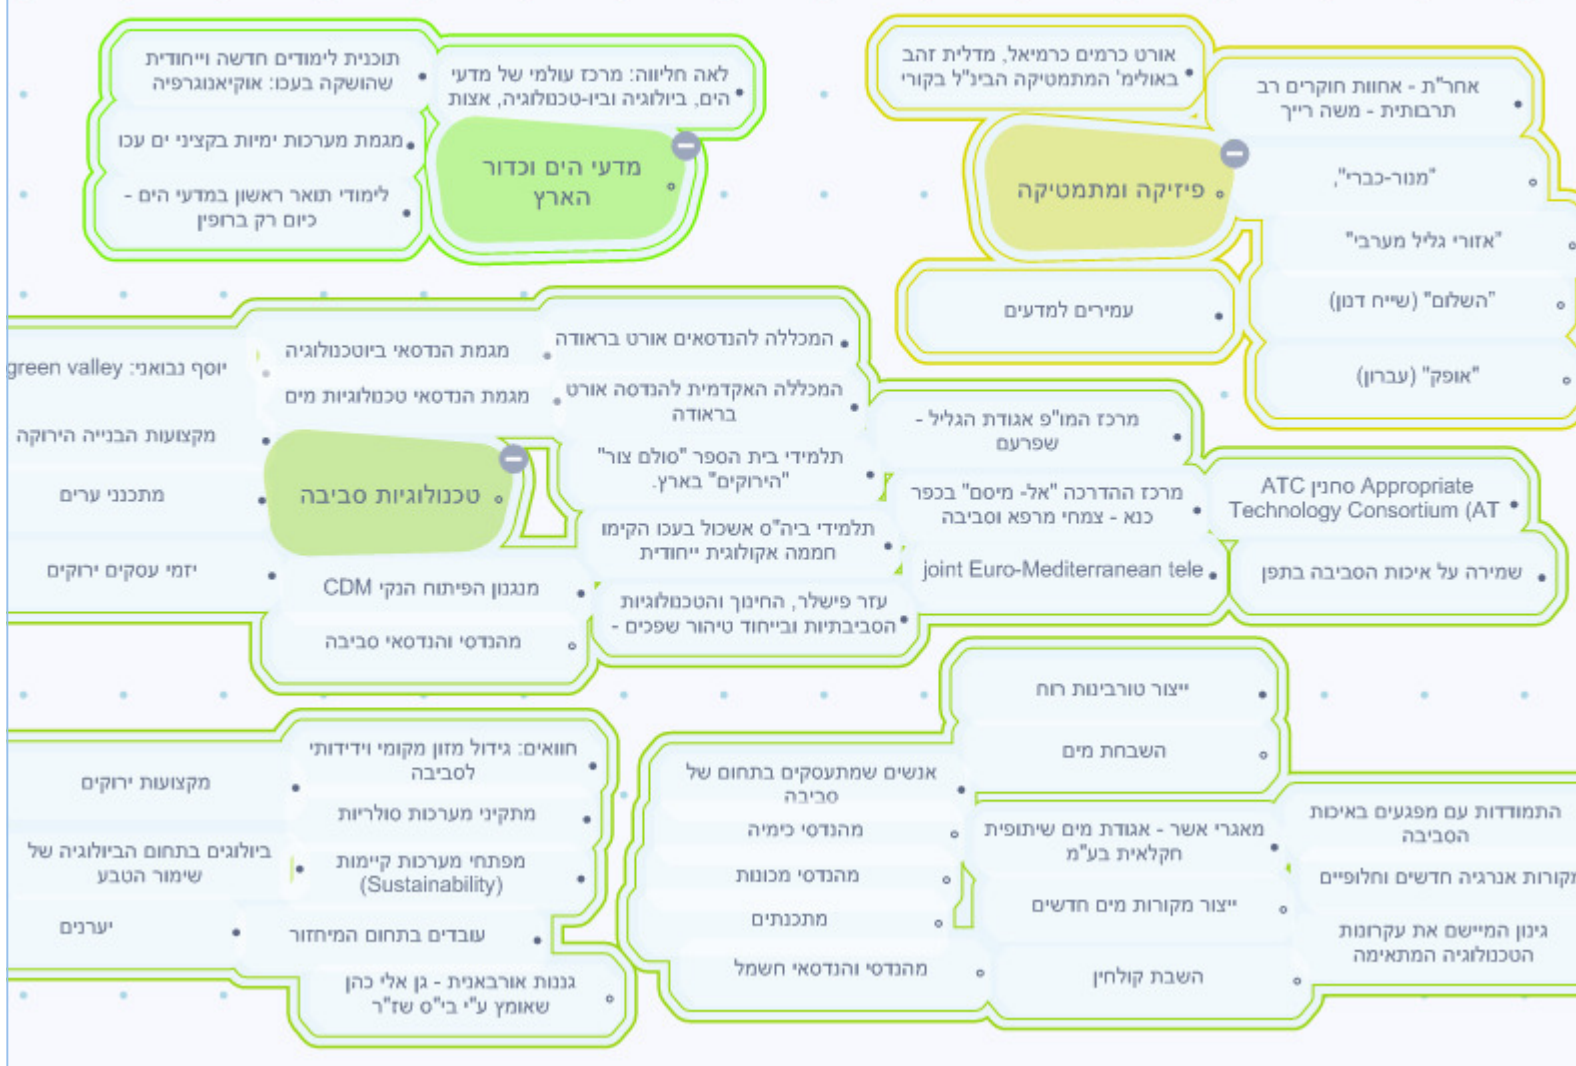 אורט כרמים כרמיאל, מדלית זהב
באולימ' המתמטיקה הבינ"ל בקורי
אחר"ת - אחוות חוקרים רב
תרבותית - משה רייך
פיזיקה ומתמטיקה
"מנור-כברי",
"אזורי גליל מערבי"
"השלום" (שייח דנון)
"אופק" (עברון)
עמירים למדעים
לאה חליווה: מרכז עולמי של מדעי
הים, ביולוגיה וביו-טכנולוגיה, אצות
תוכנית לימודים חדשה וייחודית
שהושקה בעכו: אוקיאנוגרפיה
מגמת מערכות ימיות בקציני ים עכו
לימודי תואר ראשון במדעי הים -
כיום רק ברופין
מדעי הים וכדור
הארץ
המכללה להנדסאים אורט בראודה
מגמת הנדסאי ביוטכנולוגיה
יוסף נבואני: green valley
המכללה האקדמית להנדסה אורט
בראודה
מגמת הנדסאי טכנולוגיות מים
מקצועות הבנייה הירוקה
מרכז המו"פ אגודת הגליל -
שפרעם
תלמידי בית הספר "סולם צור"
"הירוקים" בארץ.
טכנולוגיות סביבה
מתכנני ערים
ATC סחנין Appropriate
Technology Consortium (AT
מרכז ההדרכה "אל- מיסם" בכפר
כנא - צמחי מרפא וסביבה
תלמידי ביה"ס אשכול בעכו הקימו
חממה אקולוגית ייחודית
יזמי עסקים ירוקים
שמירה על איכות הסביבה בתפן
joint Euro-Mediterranean tele
מנגנון הפיתוח הנקי CDM
עזר פישלר, החינוך והטכנולוגיות
הסביבתיות ובייחוד טיהור שפכים -
מהנדסי והנדסאי סביבה
ייצור טורבינות רוח
השבחת מים
אנשים שמתעסקים בתחום של
סביבה
מהנדסי כימיה
מהנדסי מכונות
מתכנתים
מהנדסי והנדסאי חשמל
מאגרי אשר - אגודת מים שיתופית
חקלאית בע"מ
ייצור מקורות מים חדשים
השבת קולחין
התמודדות עם מפגעים באיכות
הסביבה
מקורות אנרגיה חדשים וחלופיים
גינון המיישם את עקרונות
הטכנולוגיה המתאימה
חוואים: גידול מזון מקומי וידידותי
לסביבה
מתקיני מערכות סולריות
מפתחי מערכות קיימות
(Sustainability)
עובדים בתחום המיחזור
גננות אורבאנית - גן אלי כהן
שאומץ ע"י בי"ס שז"ר
מקצועות ירוקים
ביולוגים בתחום הביולוגיה של
שימור הטבע
יערנים